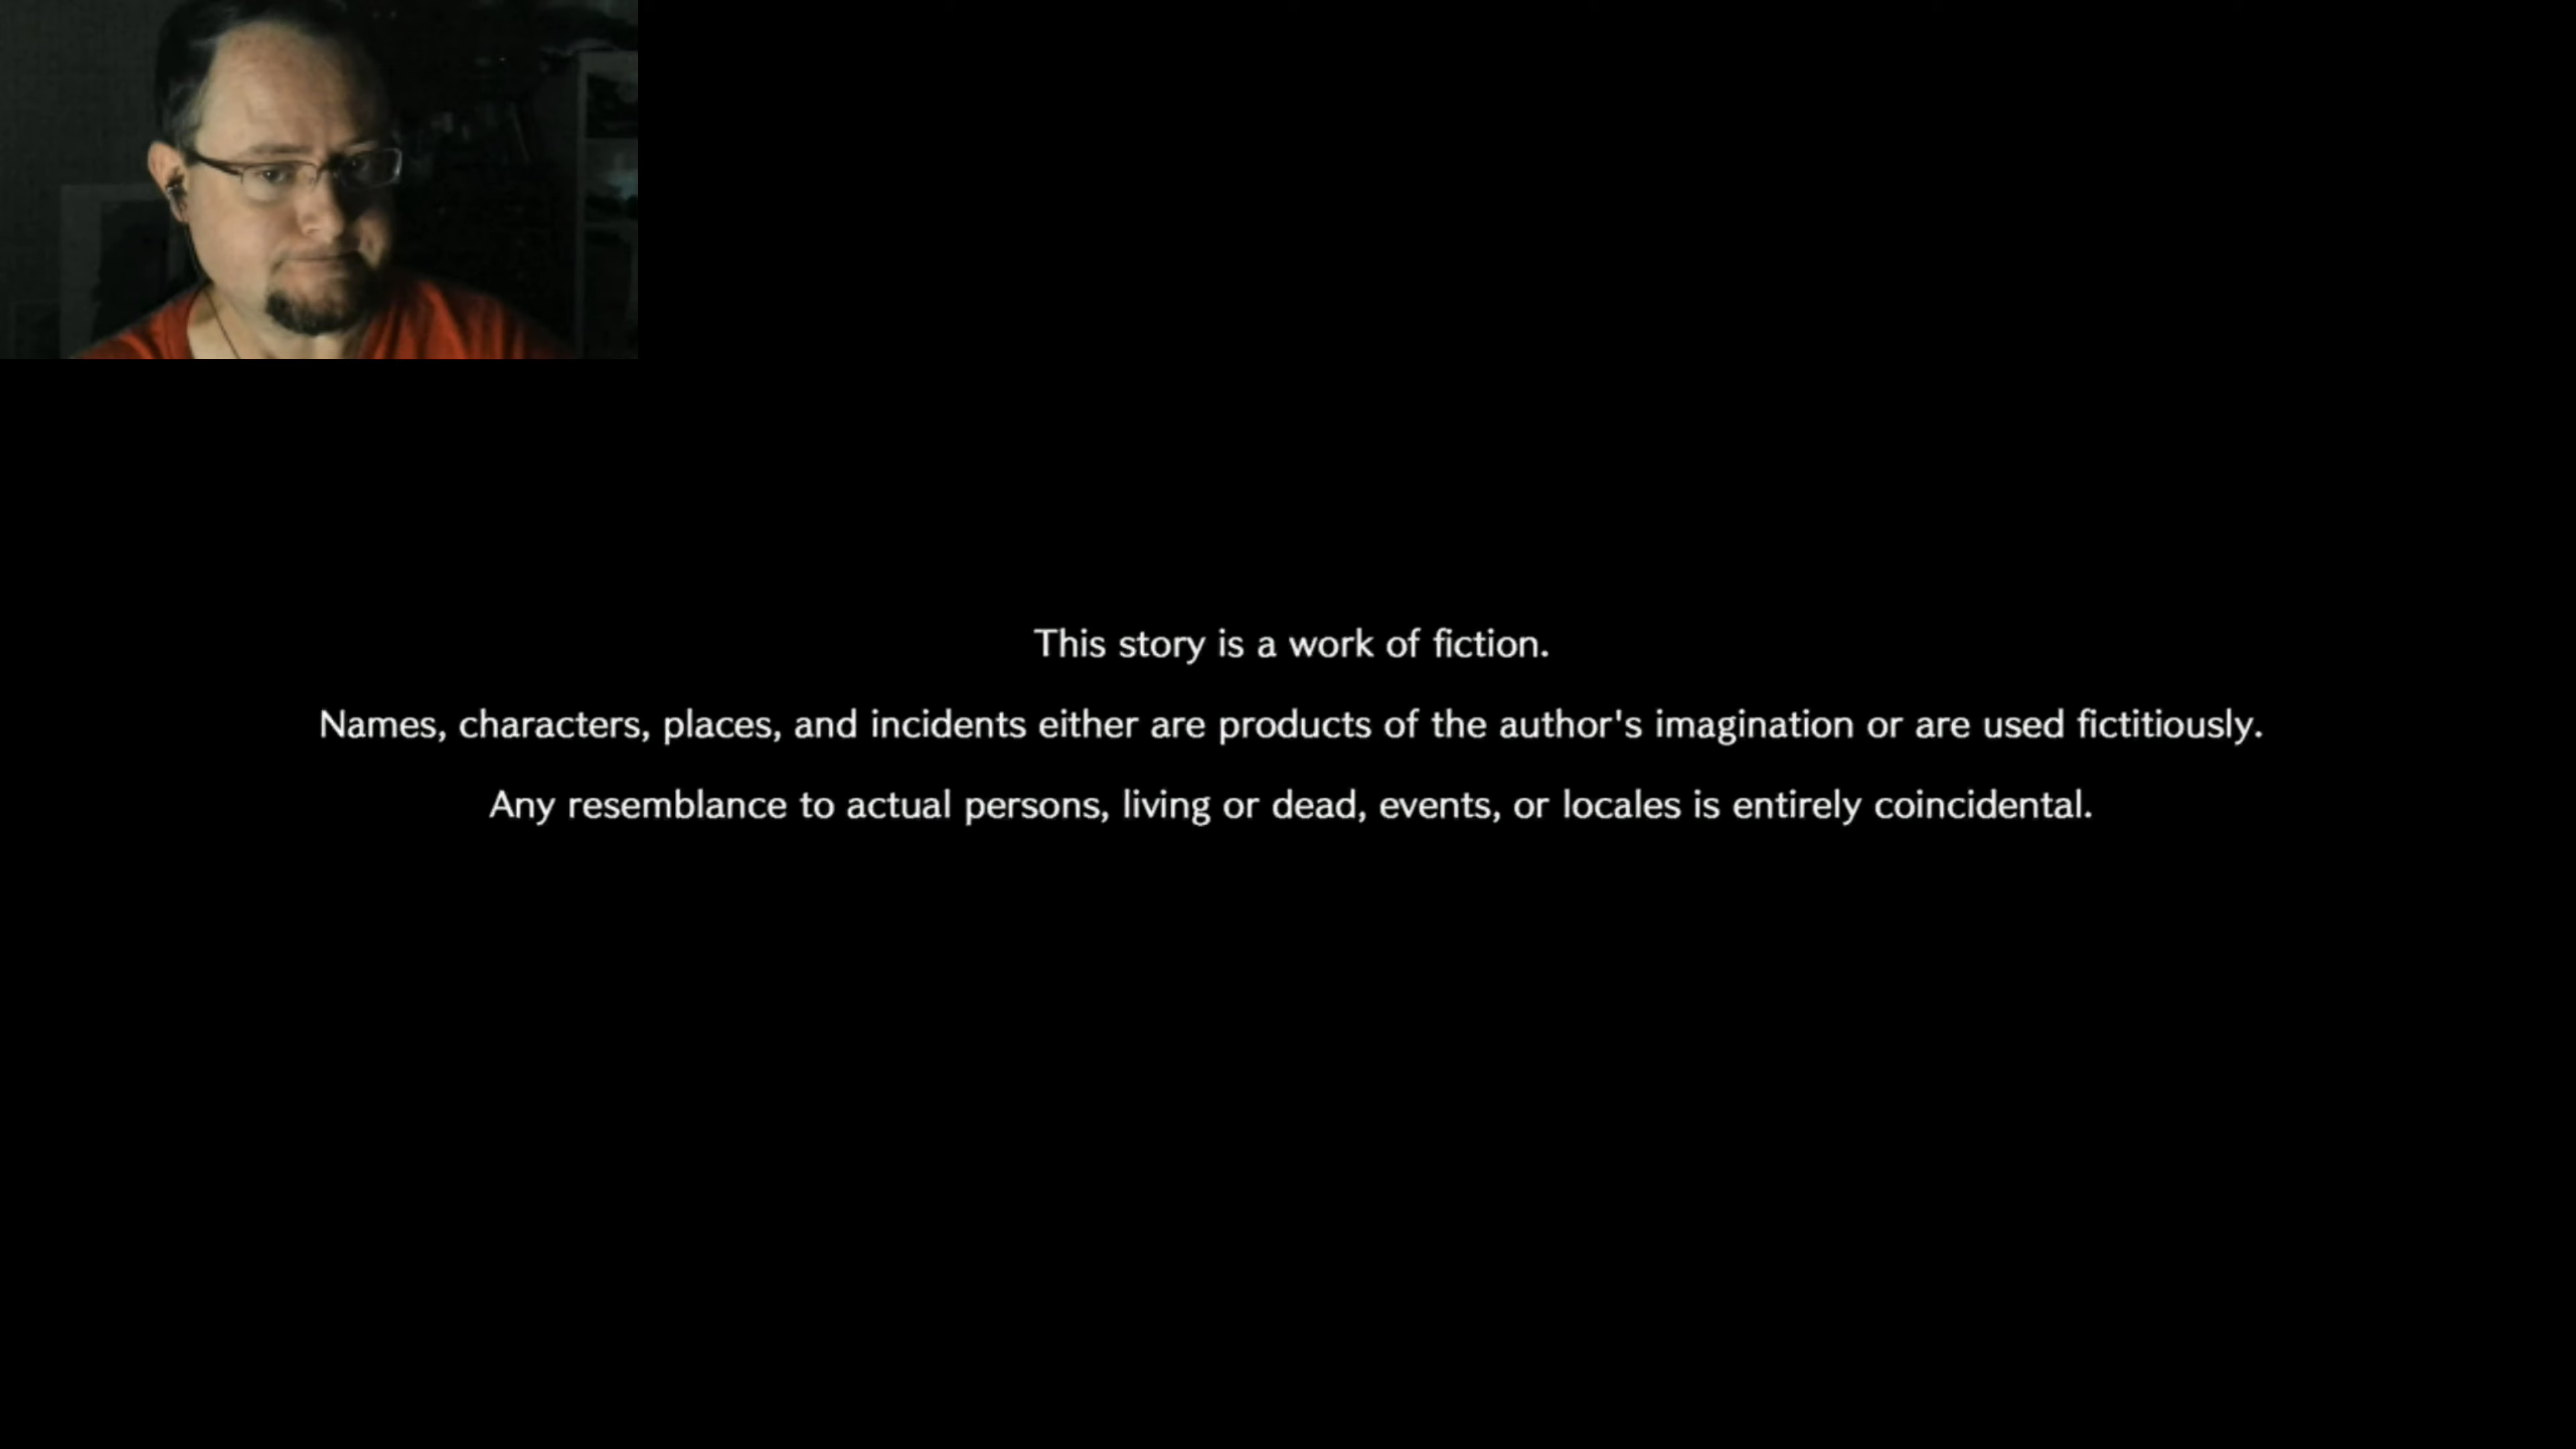 This story is a work of fiction.
Names, characters, places, and incidents either are products of the author's imagination or are used fictitiously.
Any resemblance to actual persons, living or dead, events, or locales is entirely coincidental.